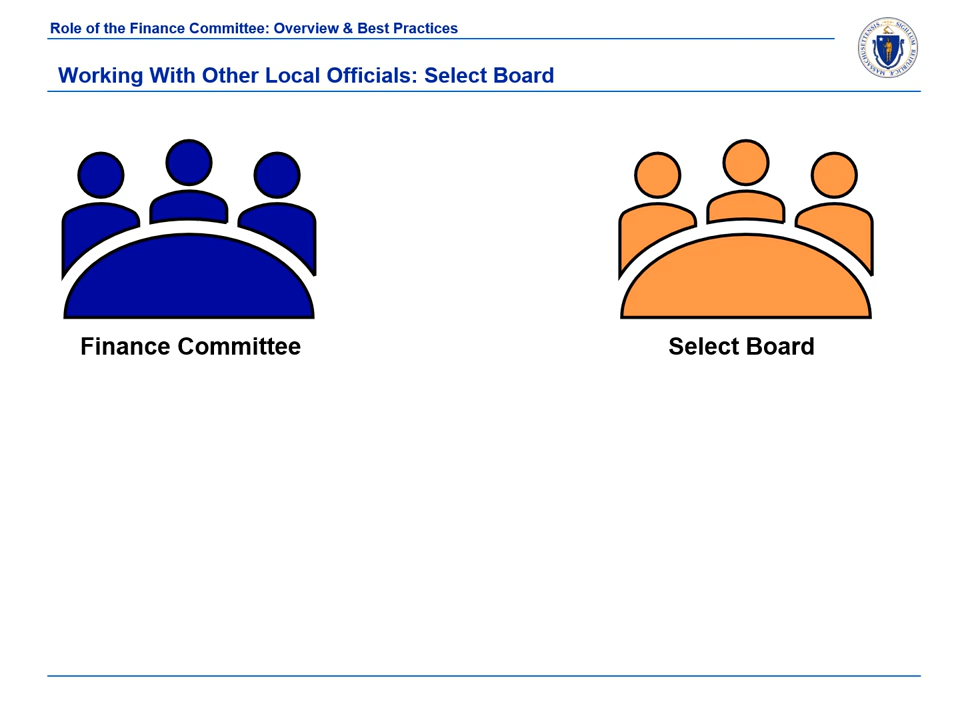 Role of the Finance Committee: Overview & Best Practices
Working With Other Local Officials: Select Board
Finance Committee
Select Board